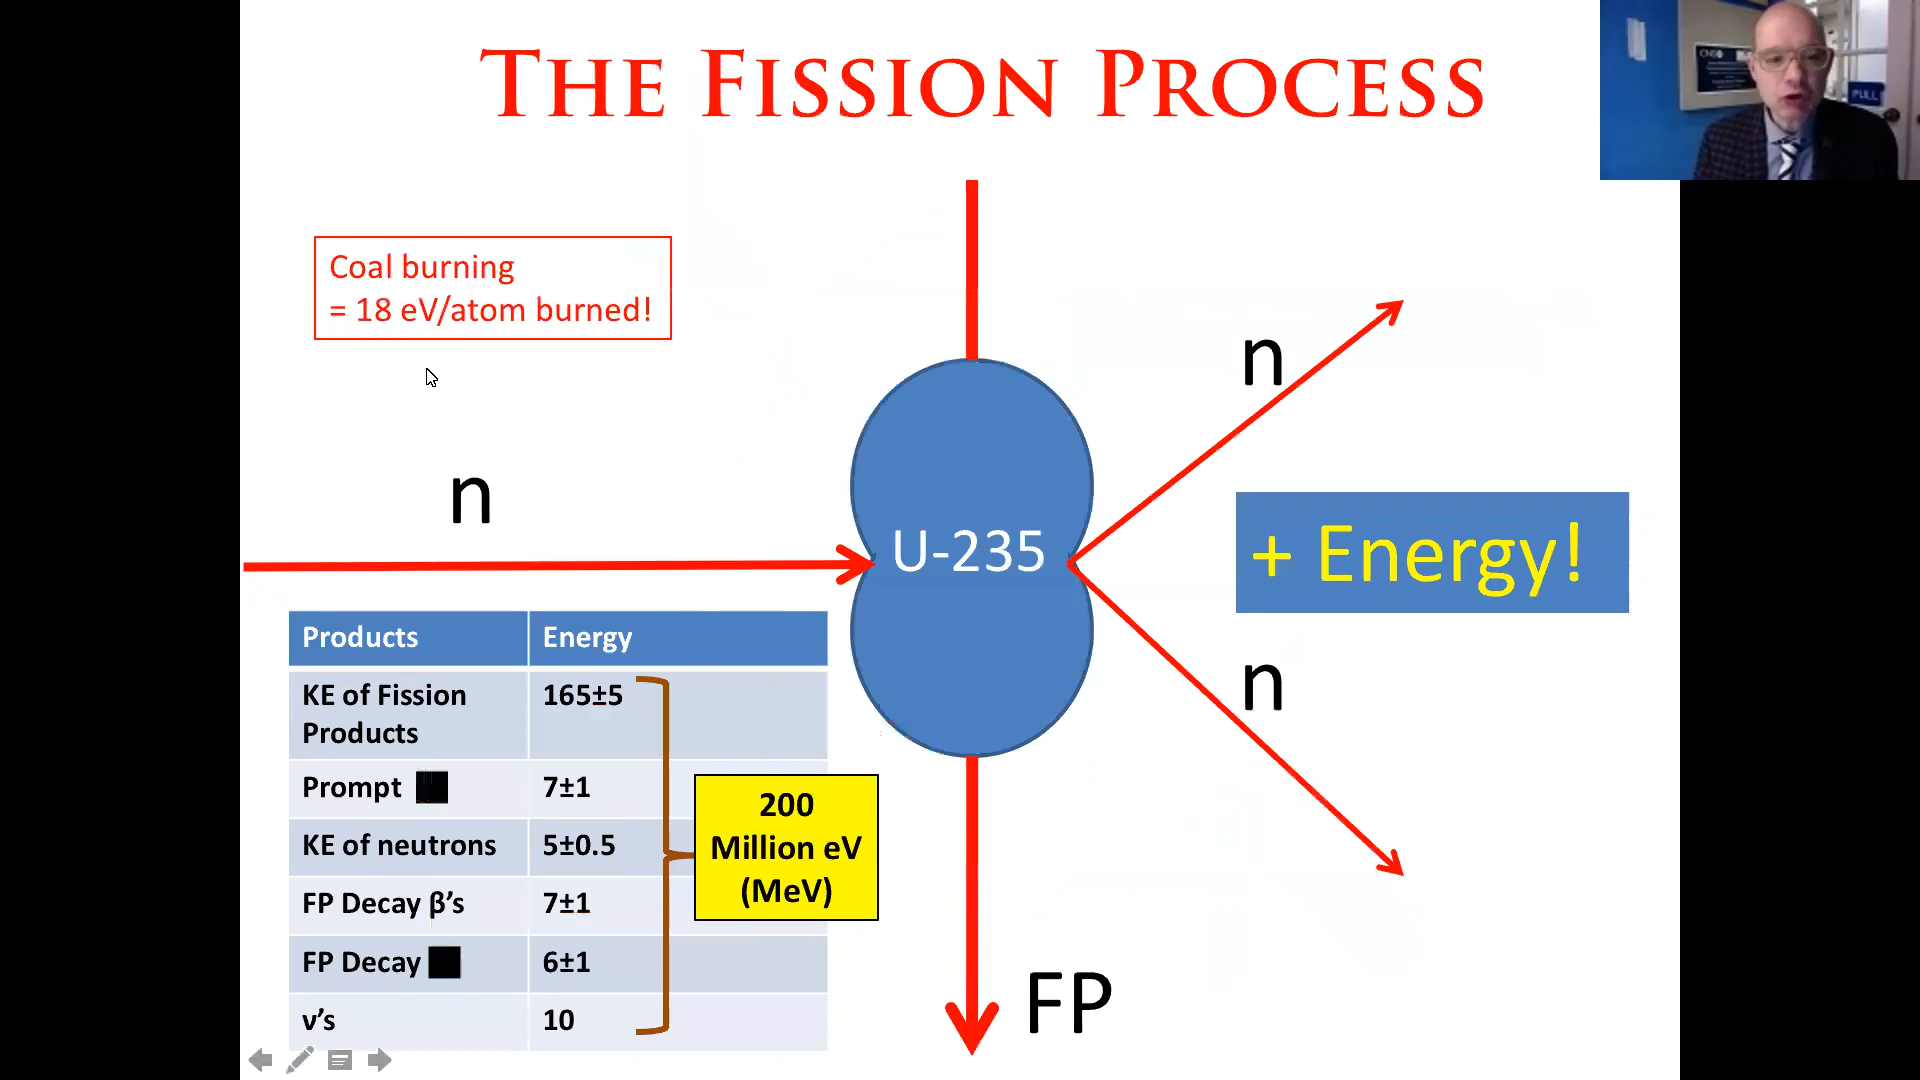 THE FISSION PROCESS
CNS
PULL
Coal burning
= 18 eV/atom burned!
n
n
U-235
+ Energy!
n
Products Energy
KE of Fission 165±5
Products
Prompt 7±1
KE of neutrons 5±0.5
FP Decay β’s 7±1
FP Decay 6±1
ν’s 10
200
Million eV
(MeV)
FP